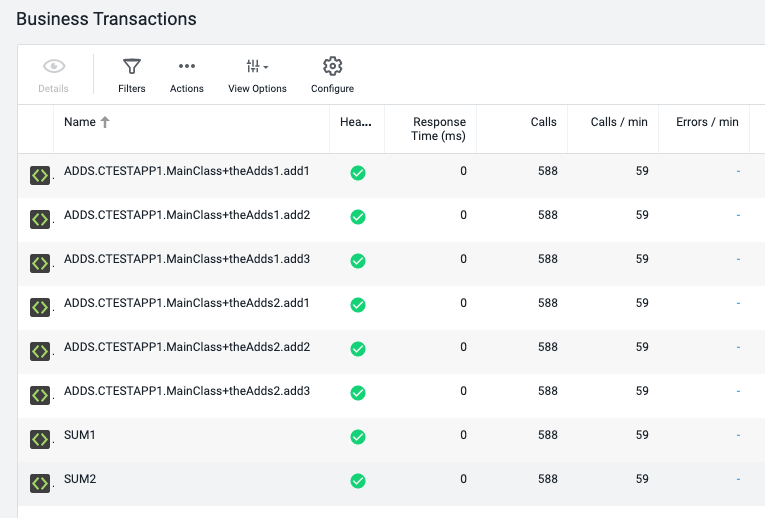 Business Transactions
Details Filters Actions View Options Configure
Name Hea... Response Time (ms) Calls Calls / min Errors / min
ADDS.CTESTAPP1.MainClass+theAdds1.add1 0 588 59 -
ADDS.CTESTAPP1.MainClass+theAdds1.add2 0 588 59 -
ADDS.CTESTAPP1.MainClass+theAdds1.add3 0 588 59 -
ADDS.CTESTAPP1.MainClass+theAdds2.add1 0 588 59 -
ADDS.CTESTAPP1.MainClass+theAdds2.add2 0 588 59 -
ADDS.CTESTAPP1.MainClass+theAdds2.add3 0 588 59 -
SUM1 0 588 59 -
SUM2 0 588 59 -